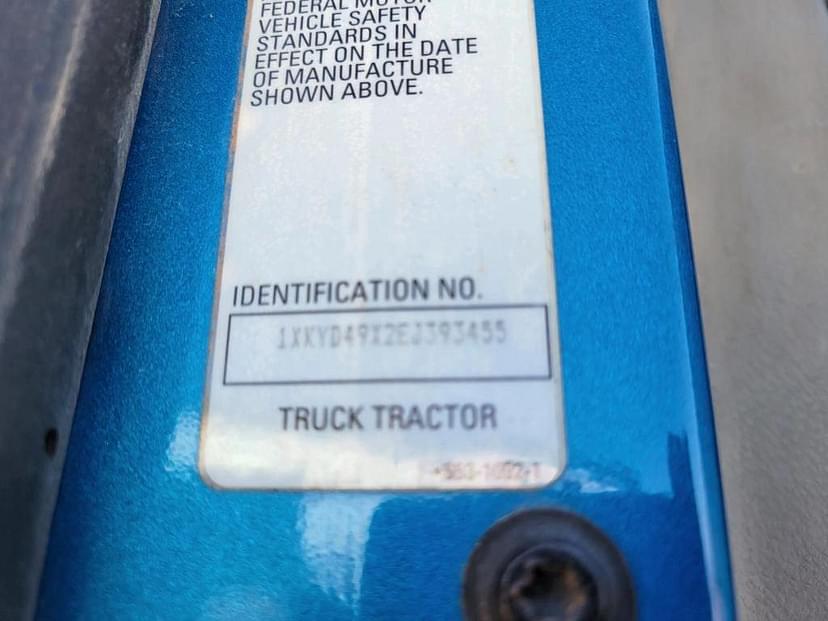 FEDERAL MOTOR
VEHICLE SAFETY
STANDARDS IN
EFFECT ON THE DATE
OF MANUFACTURE
SHOWN ABOVE.
IDENTIFICATION NO.
1XKYD49X2EJ393455
TRUCK TRACTOR